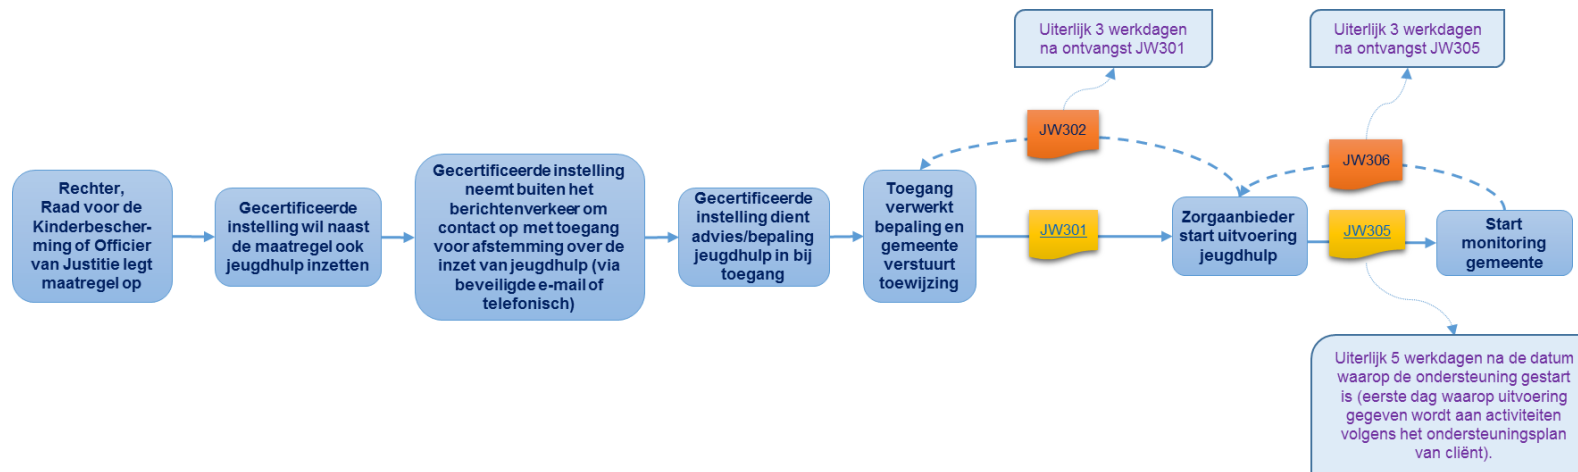 Uiterlijk 3 werkdagen
na ontvangst JW301
Uiterlijk 3 werkdagen
na ontvangst JW305
JW302
JW306
Rechter,
Raad voor de
Kinderbescher-
ming of Officier
van Justitie legt
maatregel op
Gecertificeerde
instelling wil naast
de maatregel ook
jeugdhulp inzetten
Gecertificeerde instelling
neemt buiten het
berichtenverkeer om
contact op met toegang
voor afstemming over de
inzet van jeugdhulp (via
beveiligde e-mail of
telefonisch)
Gecertificeerde
instelling dient
advies/bepaling
jeugdhulp in bij
toegang
Toegang
verwerkt
bepaling en
gemeente
verstuurt
toewijzing
JW301
Zorgaanbieder
start uitvoering
jeugdhulp
JW305
Start
monitoring
gemeente
Uiterlijk 5 werkdagen na de datum
waarop de ondersteuning gestart
is (eerste dag waarop uitvoering
gegeven wordt aan activiteiten
volgens het ondersteuningsplan
van cliënt).